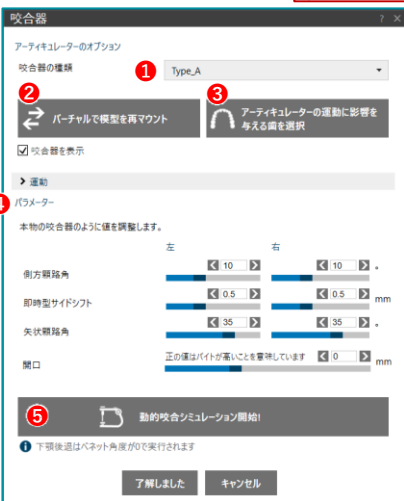 咬合器 ? ×
アーティキュレーターのオプション
咬合器の種類 1 Type_A
2 バーチャルで模型を再マウント
3 アーティキュレーターの運動に影響を
与える歯を選択
咬合器を表示
運動
4 パラメーター
本物の咬合器のように値を調整します。
左 右
側方顆路角 10 10 °
即時型サイドシフト 0.5 0.5 mm
矢状顆路角 35 35 °
開口 正の値はバイトが高いことを意味しています 0 mm
5 動的咬合シミュレーション開始!
下顎後退はベネット角度が0で実行されます
了解しました キャンセル